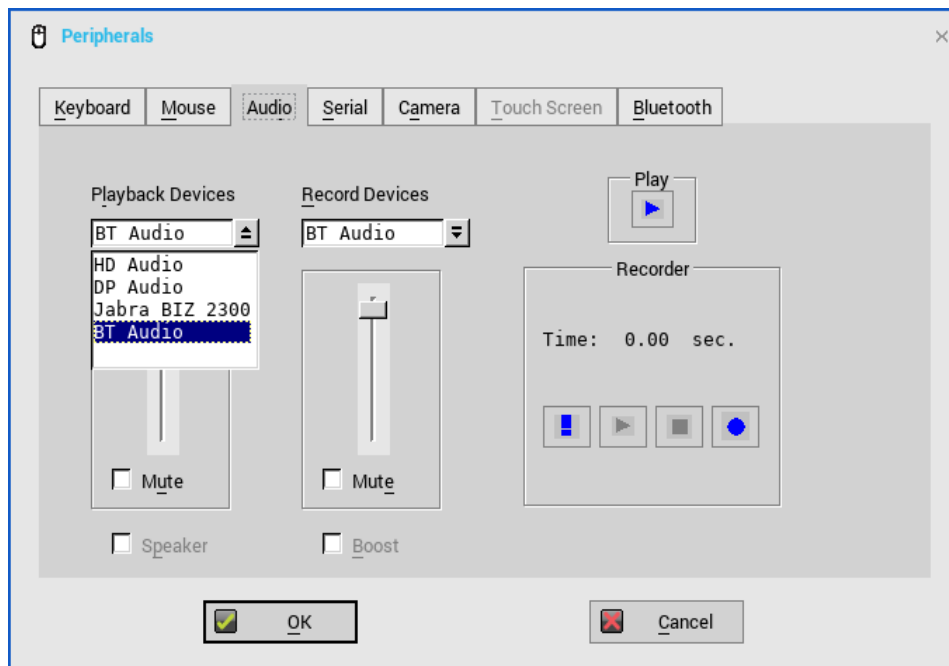 Peripherals
Keyboard
Mouse
Audio
Serial
Camera
Touch Screen
Bluetooth
Playback Devices
BT Audio
HD Audio
DP Audio
Jabra BIZ 2300
BT Audio
Mute
Speaker
Record Devices
BT Audio
Mute
Boost
Play
Recorder
Time: 0.00 sec.
OK
Cancel